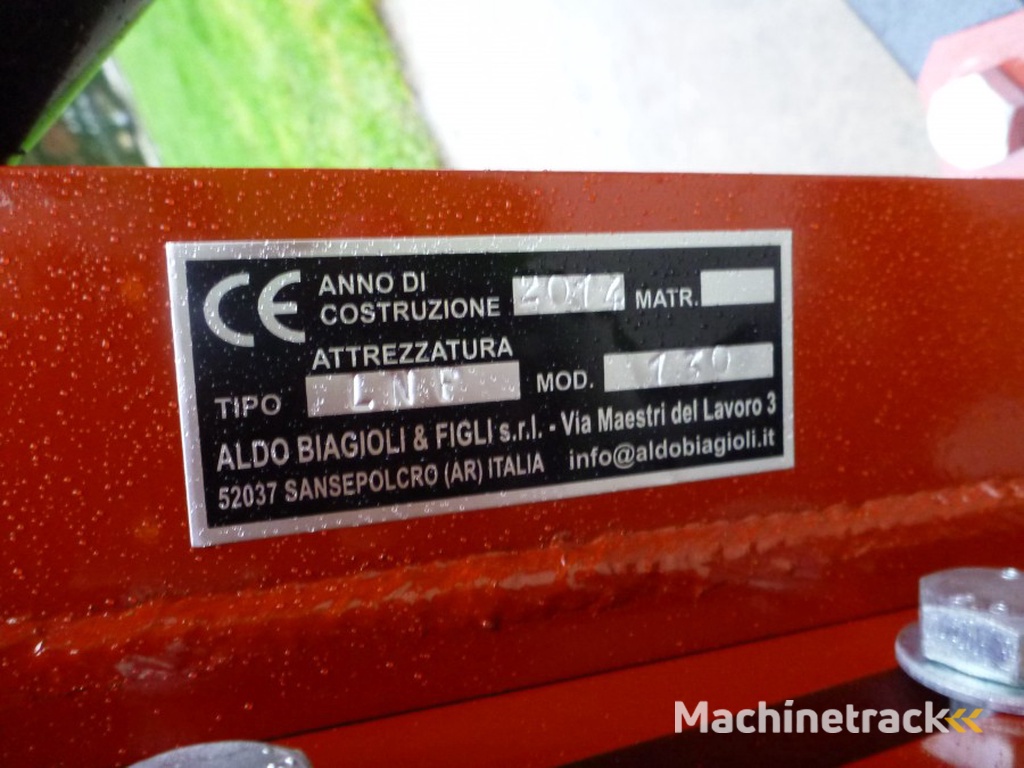 CE ANNO DI
COSTRUZIONE 2014 MATR.
ATTREZZATURA
TIPO LNF MOD. 130
ALDO BIAGIOLI & FIGLI s.r.l. - Via Maestri del Lavoro 3
52037 SANSEPOLCRO (AR) ITALIA info@aldobiagioli.it
Machinetrack